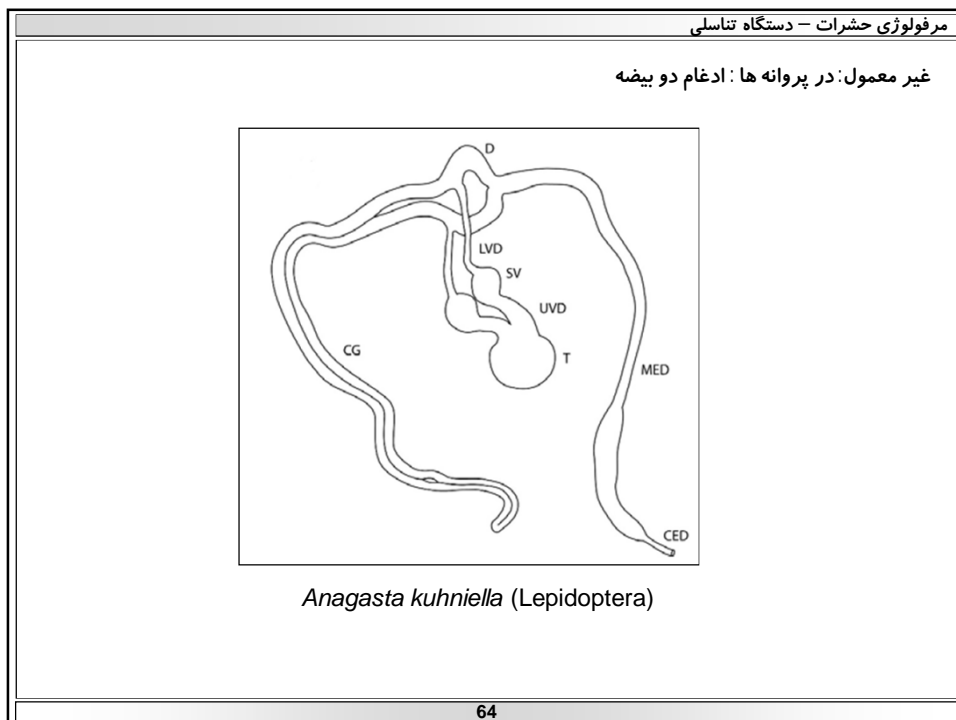 مرفولوژی حشرات – دستگاه تناسلی
غیر معمول: در پروانه ها : ادغام دو بیضه
D
LVD
SV
UVD
CG
T
MED
CED
Anagasta kuhniella (Lepidoptera)
64